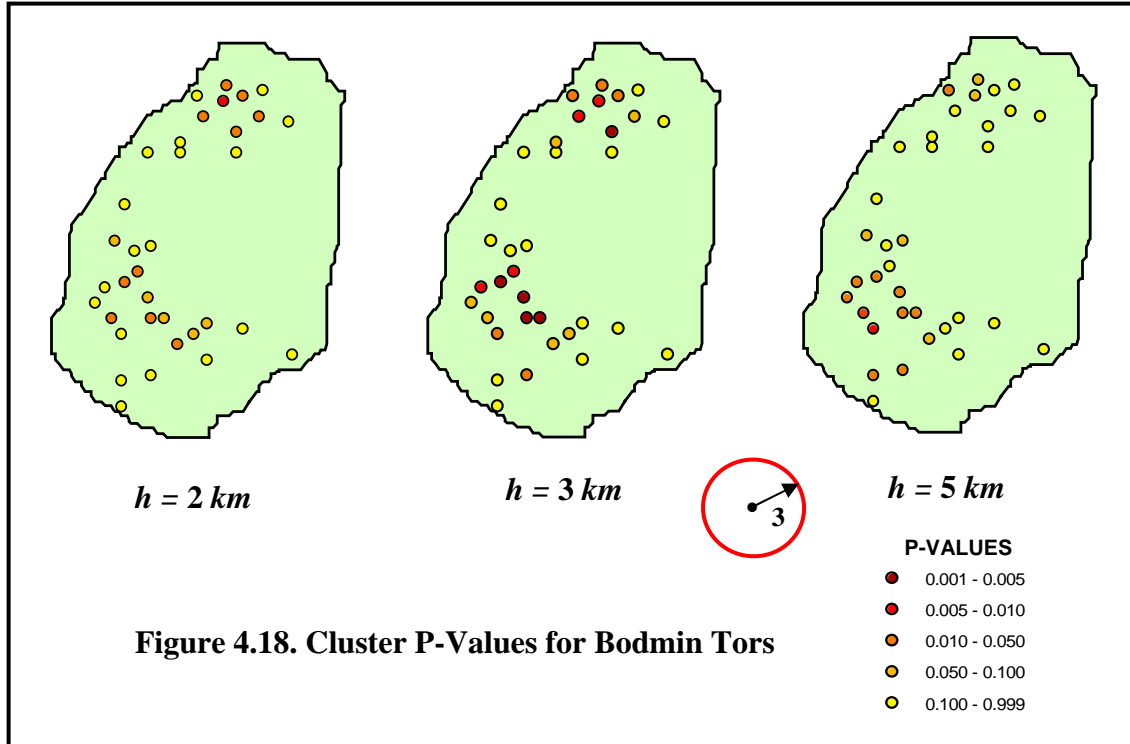 h = 2 km
h = 3 km
h = 5 km
3
P-VALUES
0.001 - 0.005
0.005 - 0.010
0.010 - 0.050
0.050 - 0.100
0.100 - 0.999
Figure 4.18. Cluster P-Values for Bodmin Tors